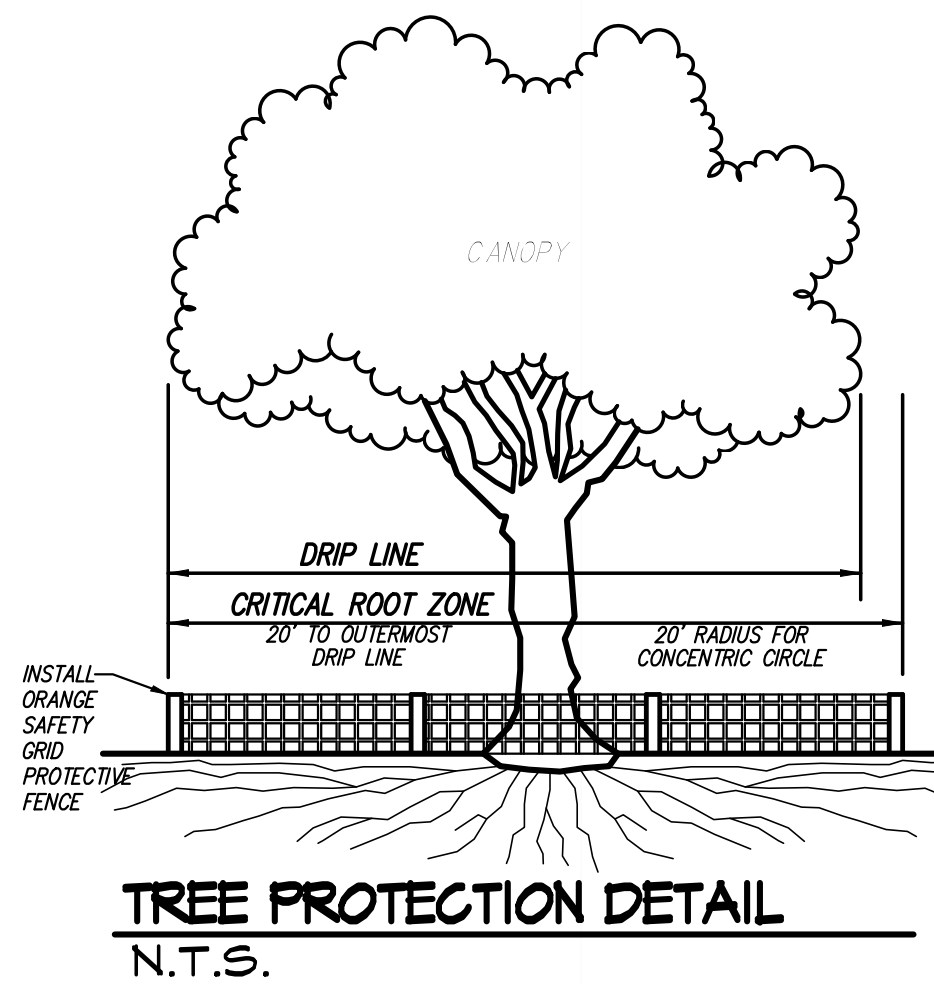 CANOPY
DRIP LINE
CRITICAL ROOT ZONE
20' TO OUTERMOST
DRIP LINE
20' RADIUS FOR
CONCENTRIC CIRCLE
INSTALL
ORANGE
SAFETY
GRID
PROTECTIVE
FENCE
TREE PROTECTION DETAIL
N.T.S.